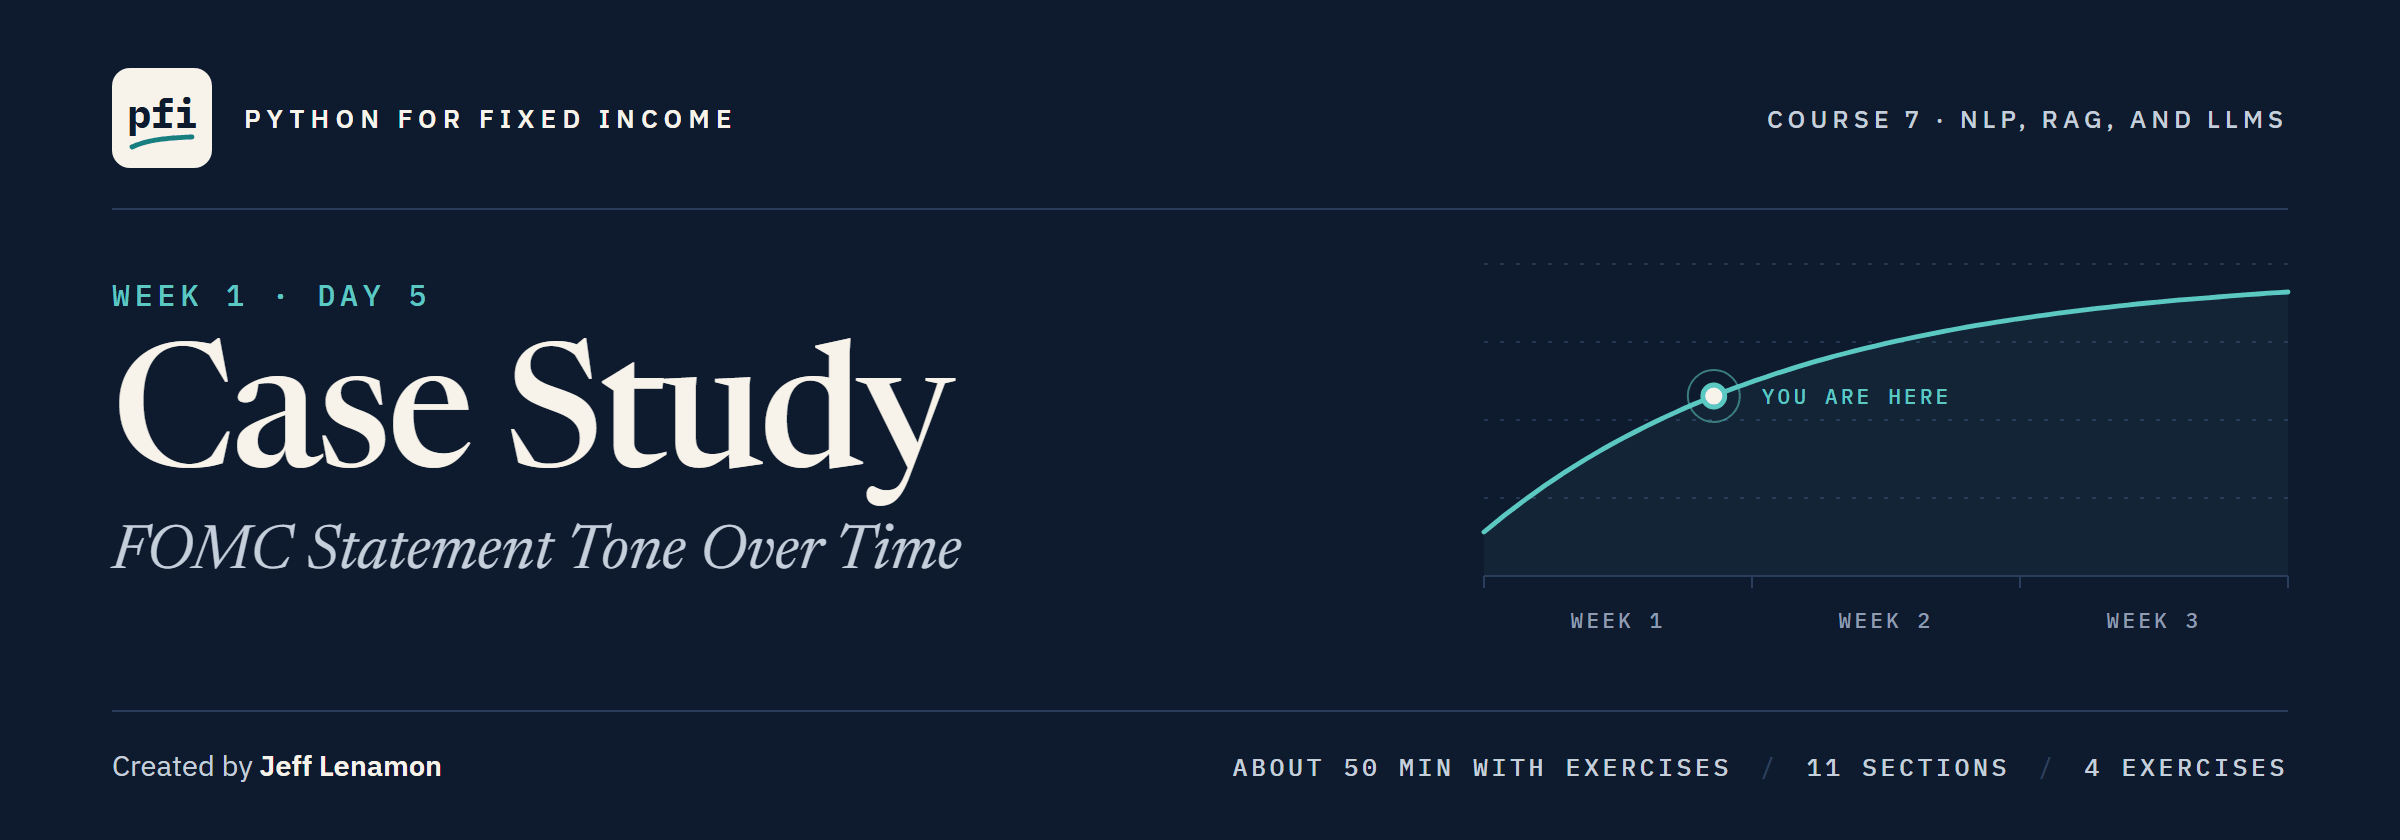 pfi
PYTHON FOR FIXED INCOME
COURSE 7 · NLP, RAG, AND LLMS
WEEK 1 · DAY 5
Case Study
FOMC Statement Tone Over Time
YOU ARE HERE
WEEK 1
WEEK 2
WEEK 3
Created by Jeff Lenamon
ABOUT 50 MIN WITH EXERCISES / 11 SECTIONS / 4 EXERCISES